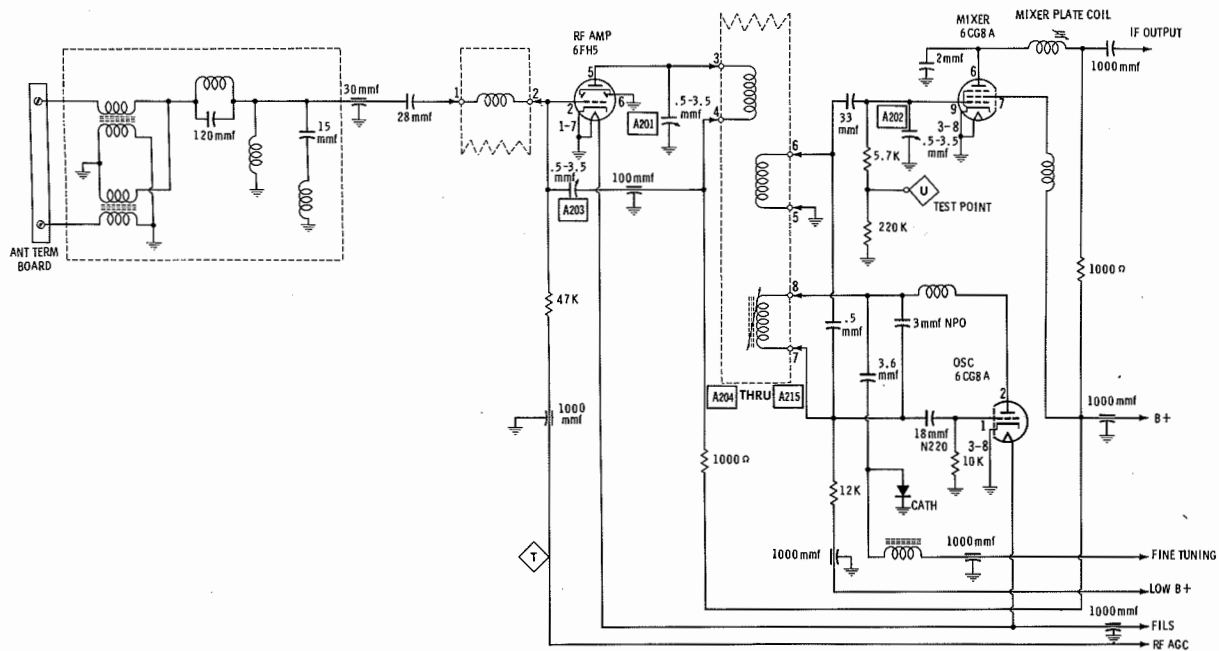 ANT TERM
BOARD
120 mmf
15
mmf
30 mmf
28 mmf
1
2
RF AMP
6FH5
5
2
6
1-7
A201
.5-3.5
mmf
.5-3.5
mmf
A203
100 mmf
47K
1000
mmf
T
3
4
6
5
8
7
A204 THRU A215
1000 Ω
MIXER
6CG8A
MIXER PLATE COIL
IF OUTPUT
1000 mmf
2 mmf
6
7
9
3-8
A202
.5-3.5
mmf
33
mmf
5.7K
U
TEST POINT
220 K
1000 Ω
.5
mmf
3 mmf NPO
3.6
mmf
OSC
6CG8A
2
1
3-8
18 mmf
N220
10K
12K
CATH
1000 mmf
B+
1000 mmf
1000 mmf
FINE TUNING
LOW B+
1000 mmf
FILS
RF AGC